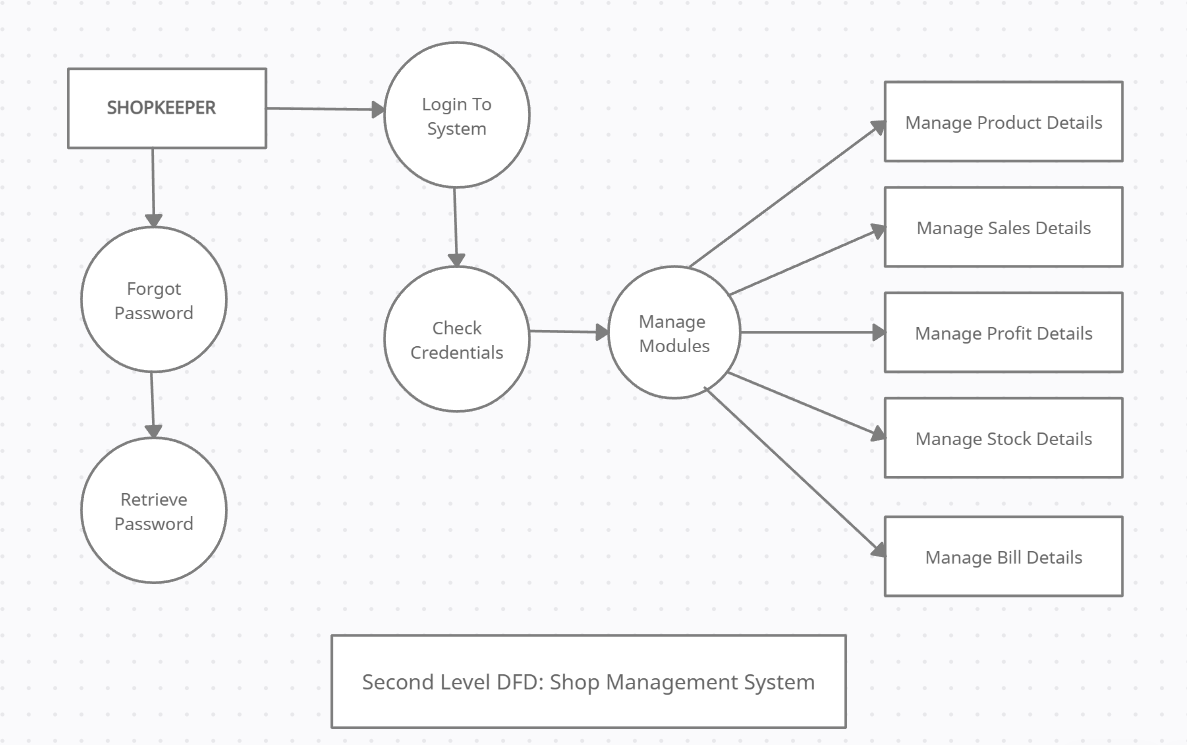 SHOPKEEPER
Login To
System
Forgot
Password
Retrieve
Password
Check
Credentials
Manage
Modules
Manage Product Details
Manage Sales Details
Manage Profit Details
Manage Stock Details
Manage Bill Details
Second Level DFD: Shop Management System